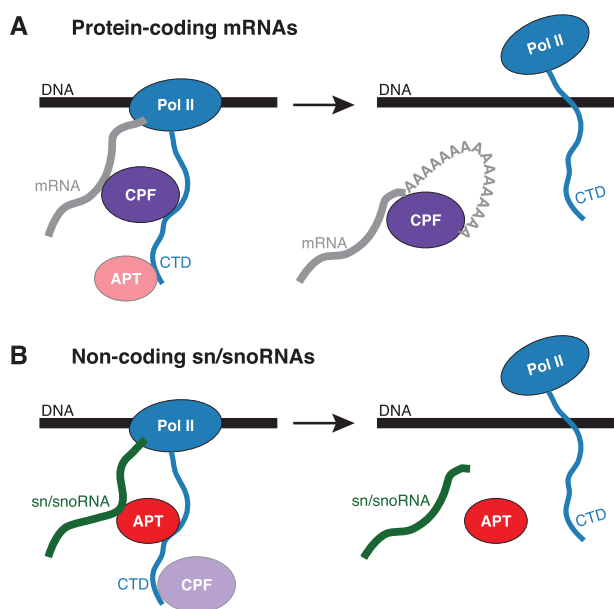 A Protein-coding mRNAs
DNA
Pol II
mRNA
CPF
CTD
APT
Pol II
DNA
AAAAAAAAAAAAAAAA
CPF
CTD
mRNA
B Non-coding sn/snoRNAs
DNA
Pol II
sn/snoRNA
APT
CTD
CPF
Pol II
DNA
sn/snoRNA
APT
CTD